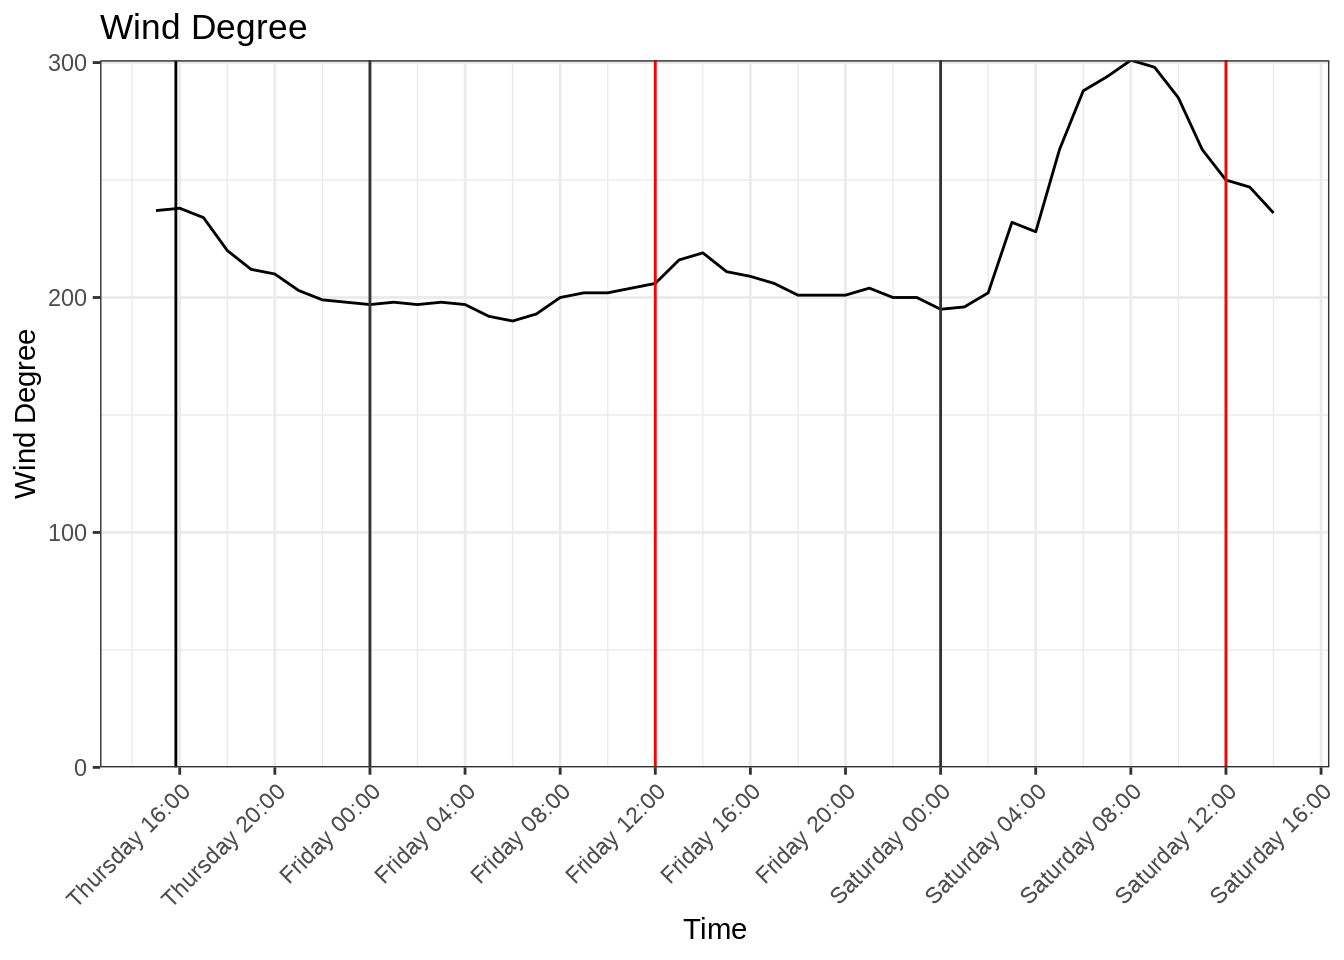 Wind Degree
300
200
100
0
Wind Degree
Thursday 16:00
Thursday 20:00
Friday 00:00
Friday 04:00
Friday 08:00
Friday 12:00
Friday 16:00
Friday 20:00
Saturday 00:00
Saturday 04:00
Saturday 08:00
Saturday 12:00
Saturday 16:00
Time